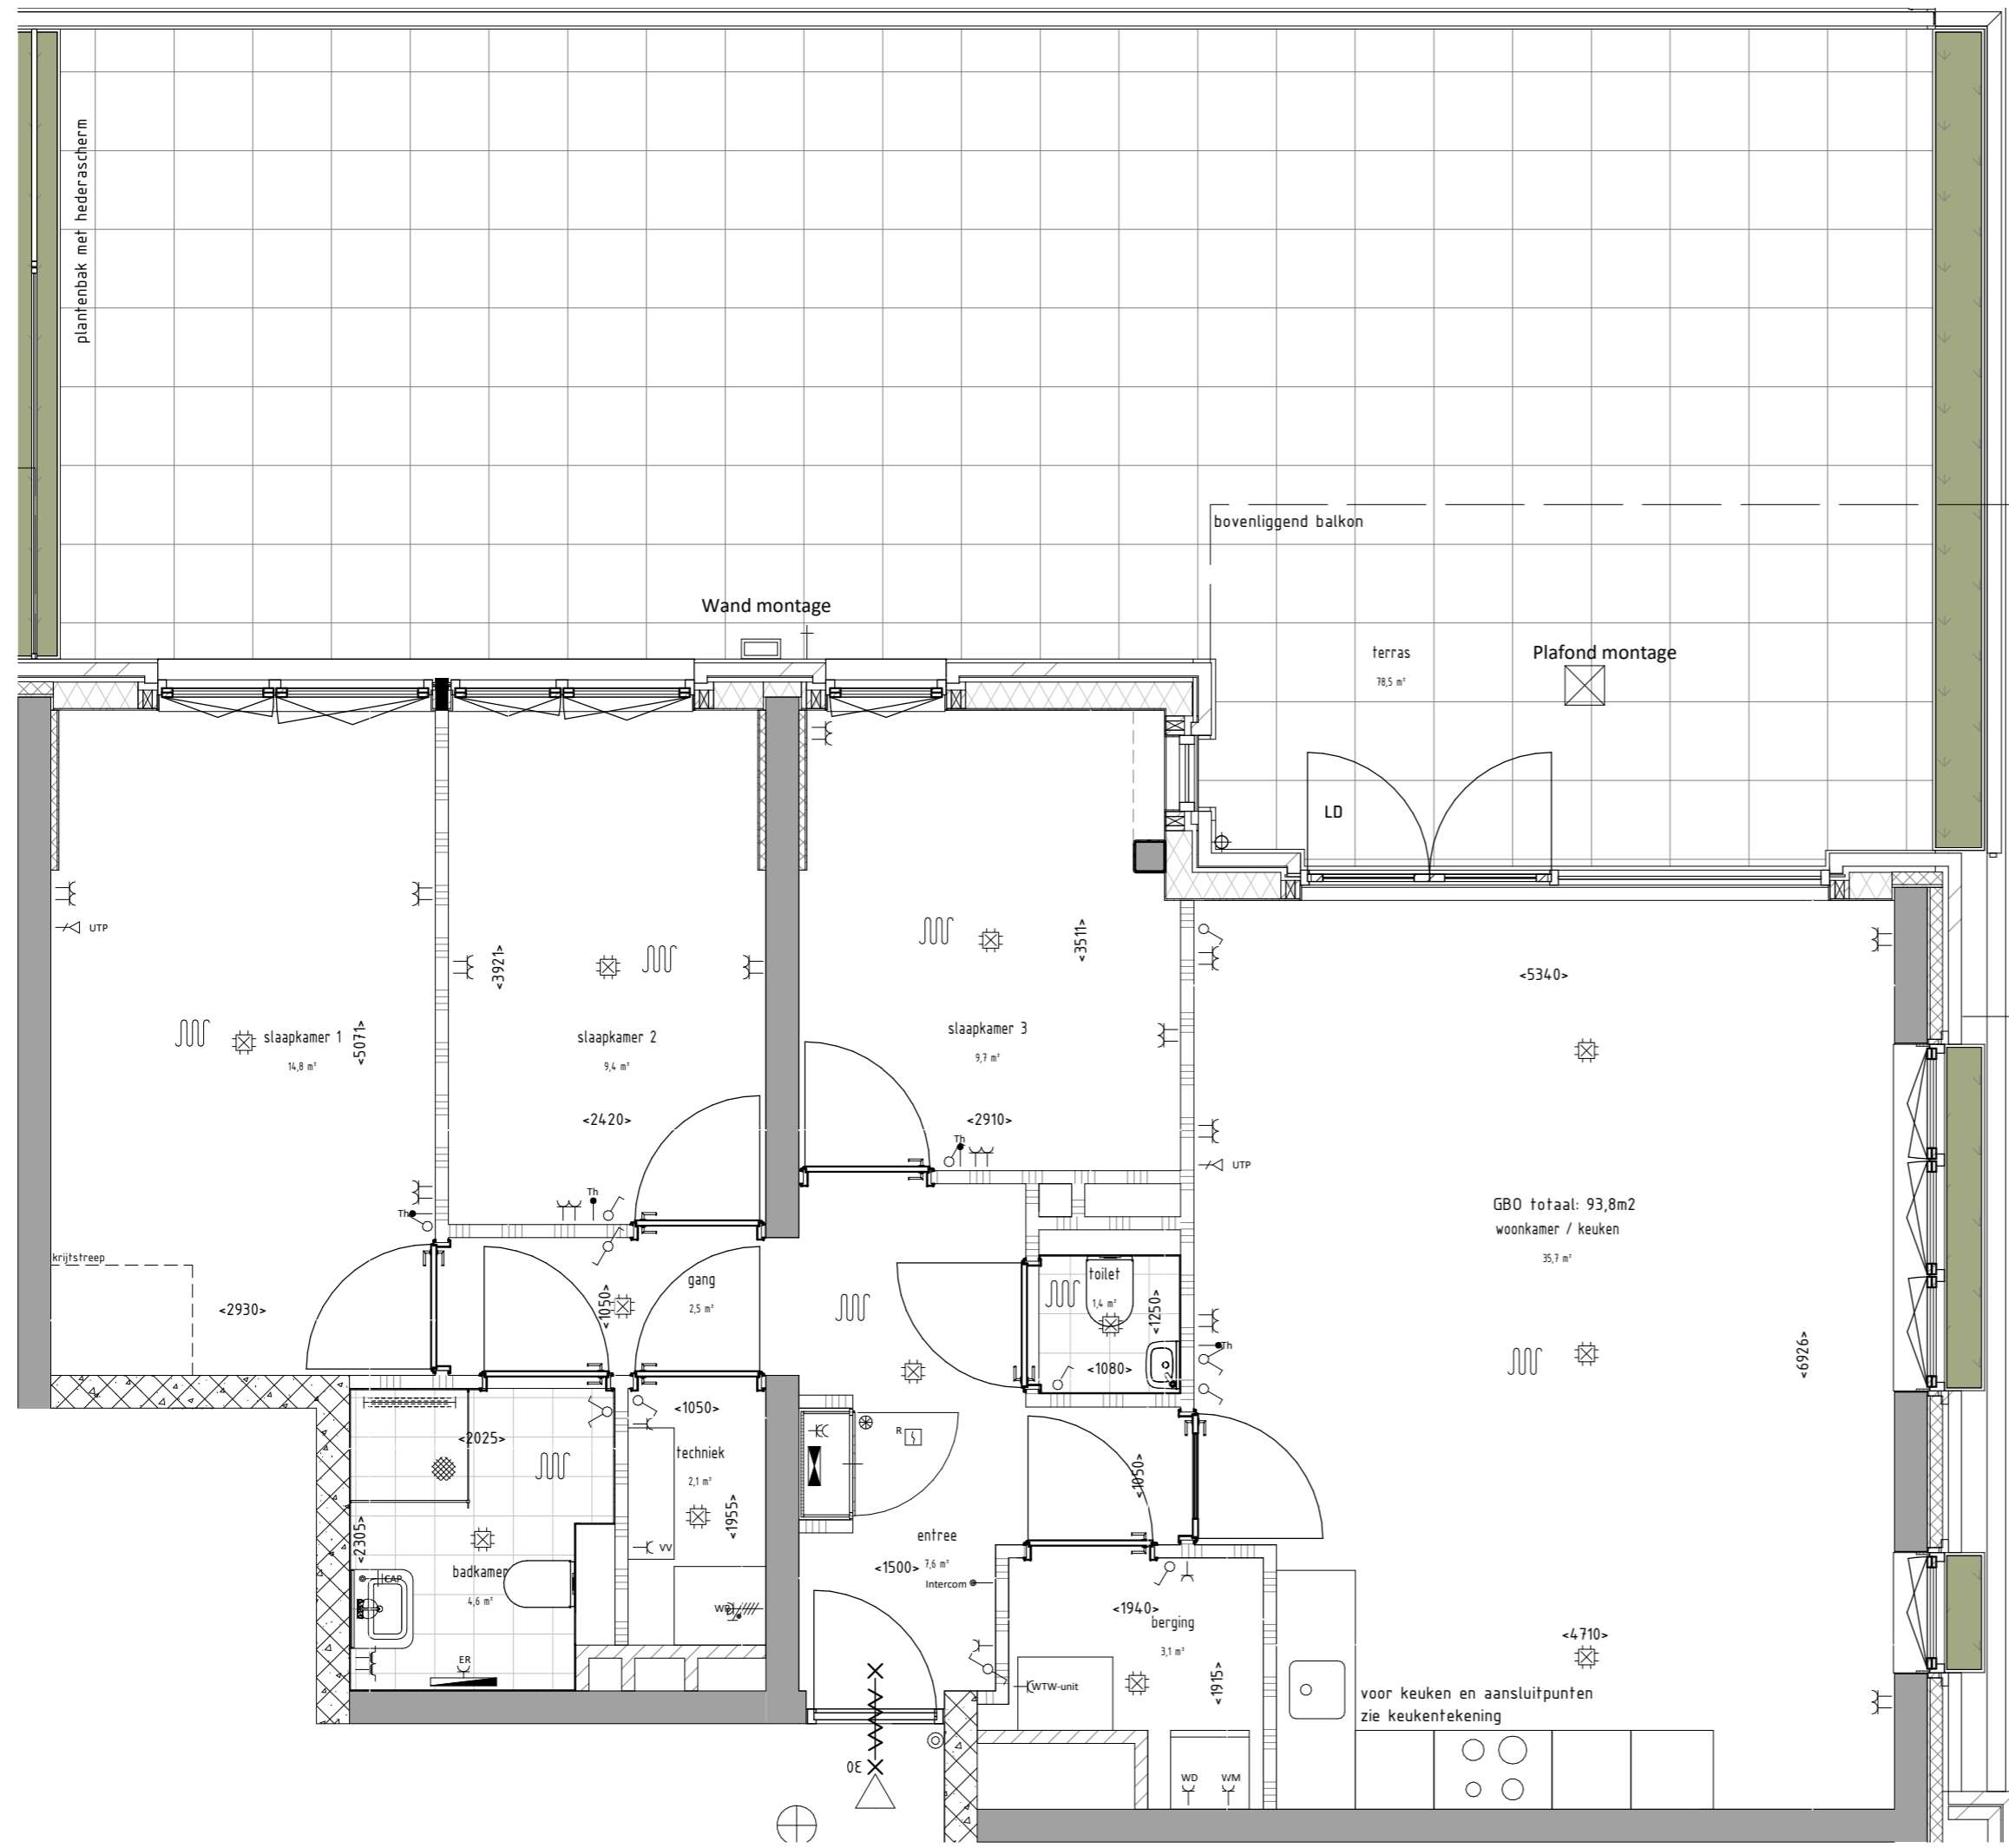 plantenbak met hederascherm
bovenliggend balkon
Wand montage
terras
78,5 m²
Plafond montage
LD
UTP
<3921>
<3511>
<5340>
slaapkamer 1
14,8 m²
<5071>
slaapkamer 2
9,4 m²
slaapkamer 3
9,7 m²
<2420>
<2910>
Th
UTP
Th
Th
GBO totaal: 93,8m2
woonkamer / keuken
35,7 m²
krijtstreep
<2930>
<1050>
gang
2,5 m²
toilet
1,4 m²
<1250>
<1080>
Th
<6926>
<2025>
<1050>
techniek
2,1 m²
<1955>
R
<1050>
<2305>
badkamer
4,6 m²
CAP
VV
entree
<1500>
7,6 m²
Intercom
<1940>
berging
3,1 m²
<4710>
ER
WTW-unit
<1915>
voor keuken en aansluitpunten
zie keukentekening
30
WD
WM